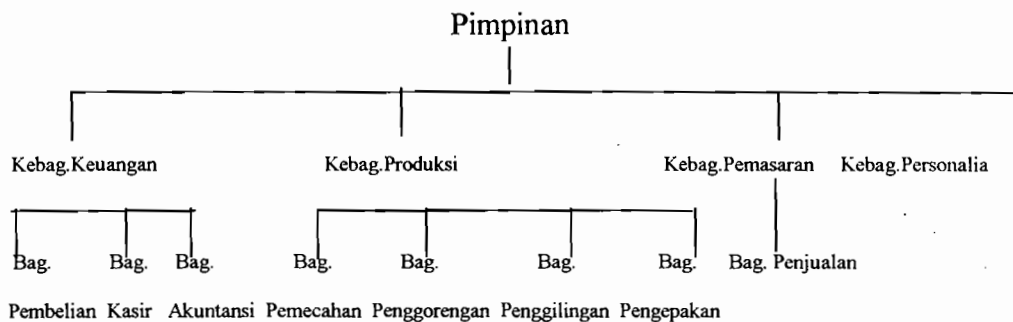 Pimpinan
Kebag.Keuangan Kebag.Produksi Kebag.Pemasaran Kebag.Personalia
Bag. Bag. Bag. Bag. Bag. Bag. Bag. Bag. Penjualan
Pembelian Kasir Akuntansi Pemecahan Penggorengan Penggilingan Pengepakan